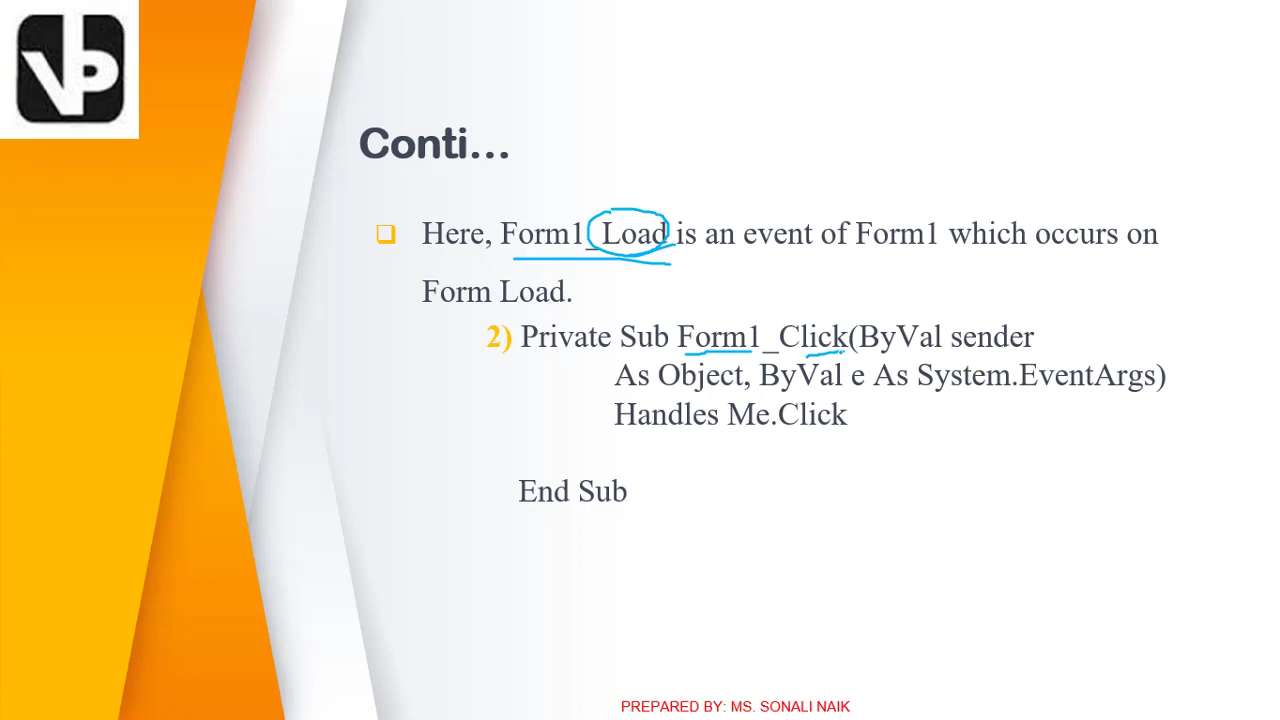 VP
Conti...
Here, Form1_Load is an event of Form1 which occurs on
Form Load.
2) Private Sub Form1_Click(ByVal sender
As Object, ByVal e As System.EventArgs)
Handles Me.Click
End Sub
PREPARED BY: MS. SONALI NAIK